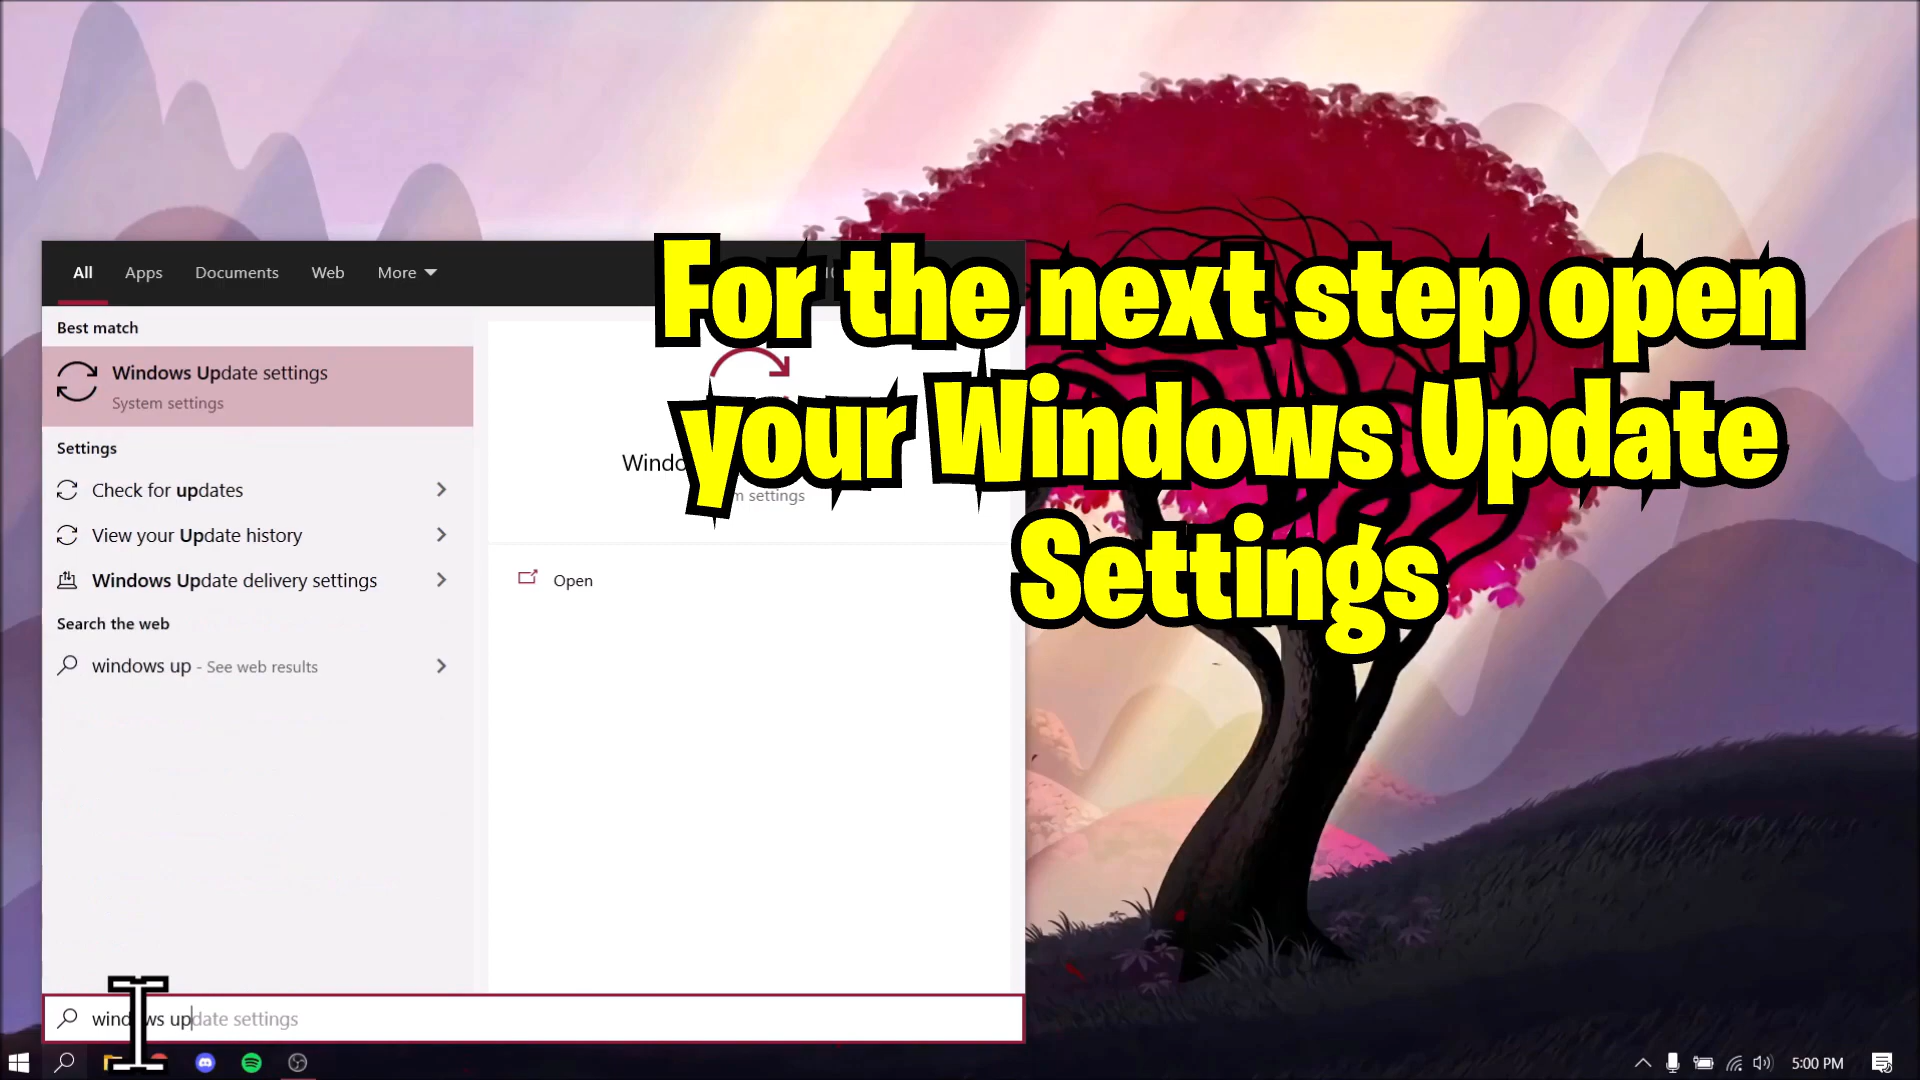 All Apps Documents Web More
For the next step open
your Windows Update
Settings
Best match
Windows Update settings
System settings
Settings
Check for updates
View your Update history
Windows Update delivery settings
Search the web
windows up - See web results
settings
Open
windows update settings
5:00 PM